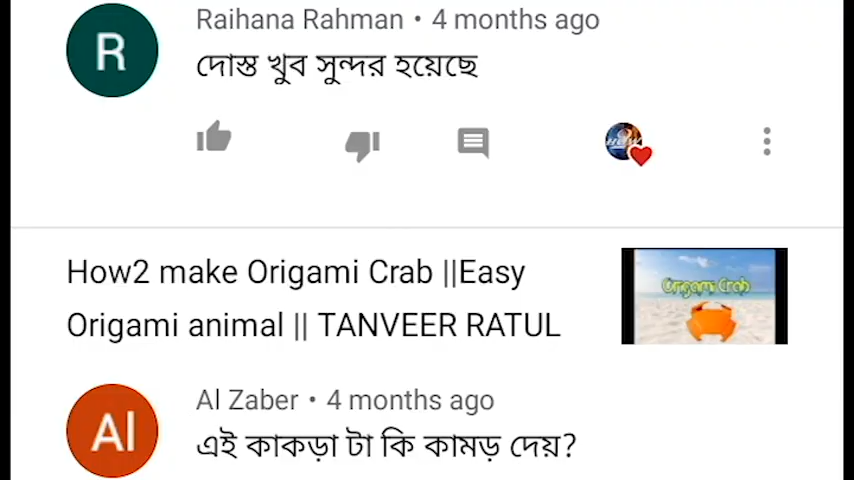 R
Raihana Rahman • 4 months ago
দোস্ত খুব সুন্দর হয়েছে
How2 make Origami Crab ||Easy
Origami animal || TANVEER RATUL
Origami Crab
Al
Al Zaber • 4 months ago
এই কাকড়া টা কি কামড় দেয়?